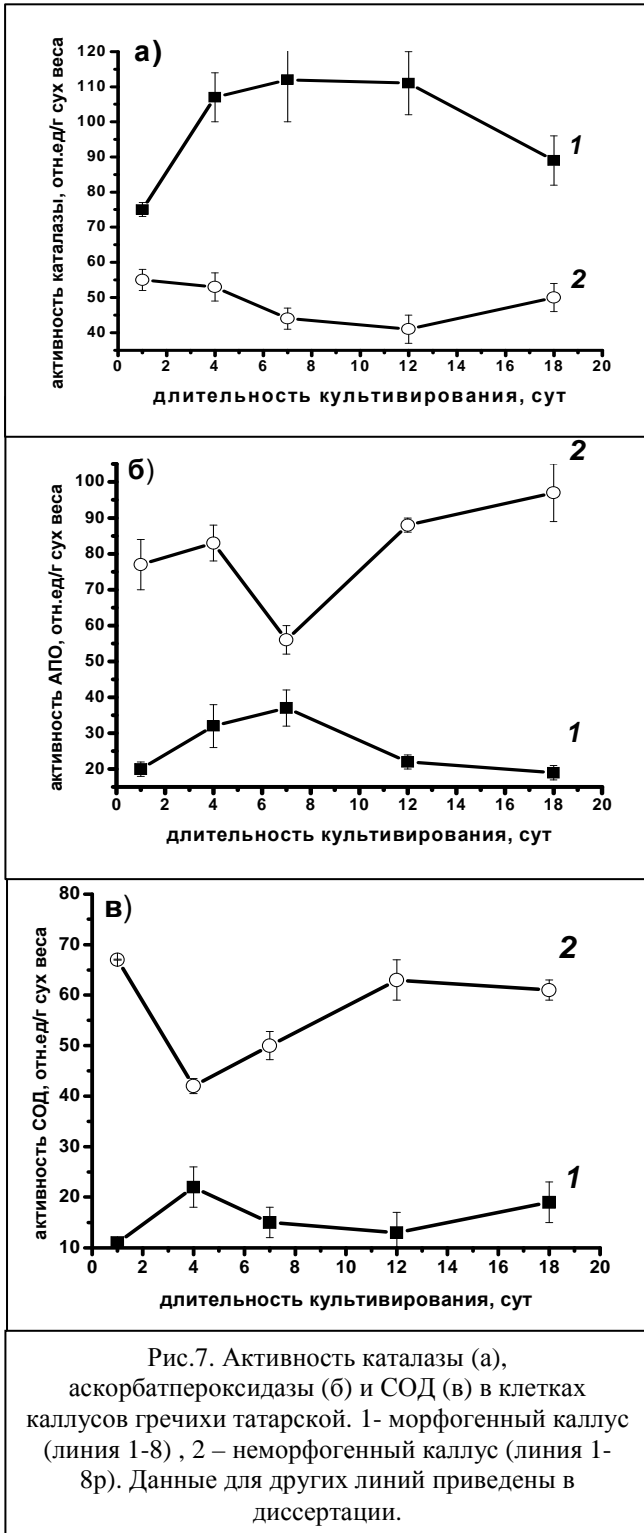 а)
активность каталазы, отн.ед/г сух веса
120
110
100
90
80
70
60
50
40
1
2
0 2 4 6 8 10 12 14 16 18 20
длительность культивирования, сут
б)
активность АПО, отн.ед/г сух веса
100
90
80
70
60
50
40
30
20
2
1
0 2 4 6 8 10 12 14 16 18 20
длительность культивирования, сут
в)
активность СОД, отн.ед/г сух веса
80
70
60
50
40
30
20
10
2
1
0 2 4 6 8 10 12 14 16 18 20
длительность культивирования, сут
Рис.7. Активность каталазы (а),
аскорбатпероксидазы (б) и СОД (в) в клетках
каллусов гречихи татарской. 1- морфогенный каллус
(линия 1-8) , 2 – неморфогенный каллус (линия 1-
8р). Данные для других линий приведены в
диссертации.